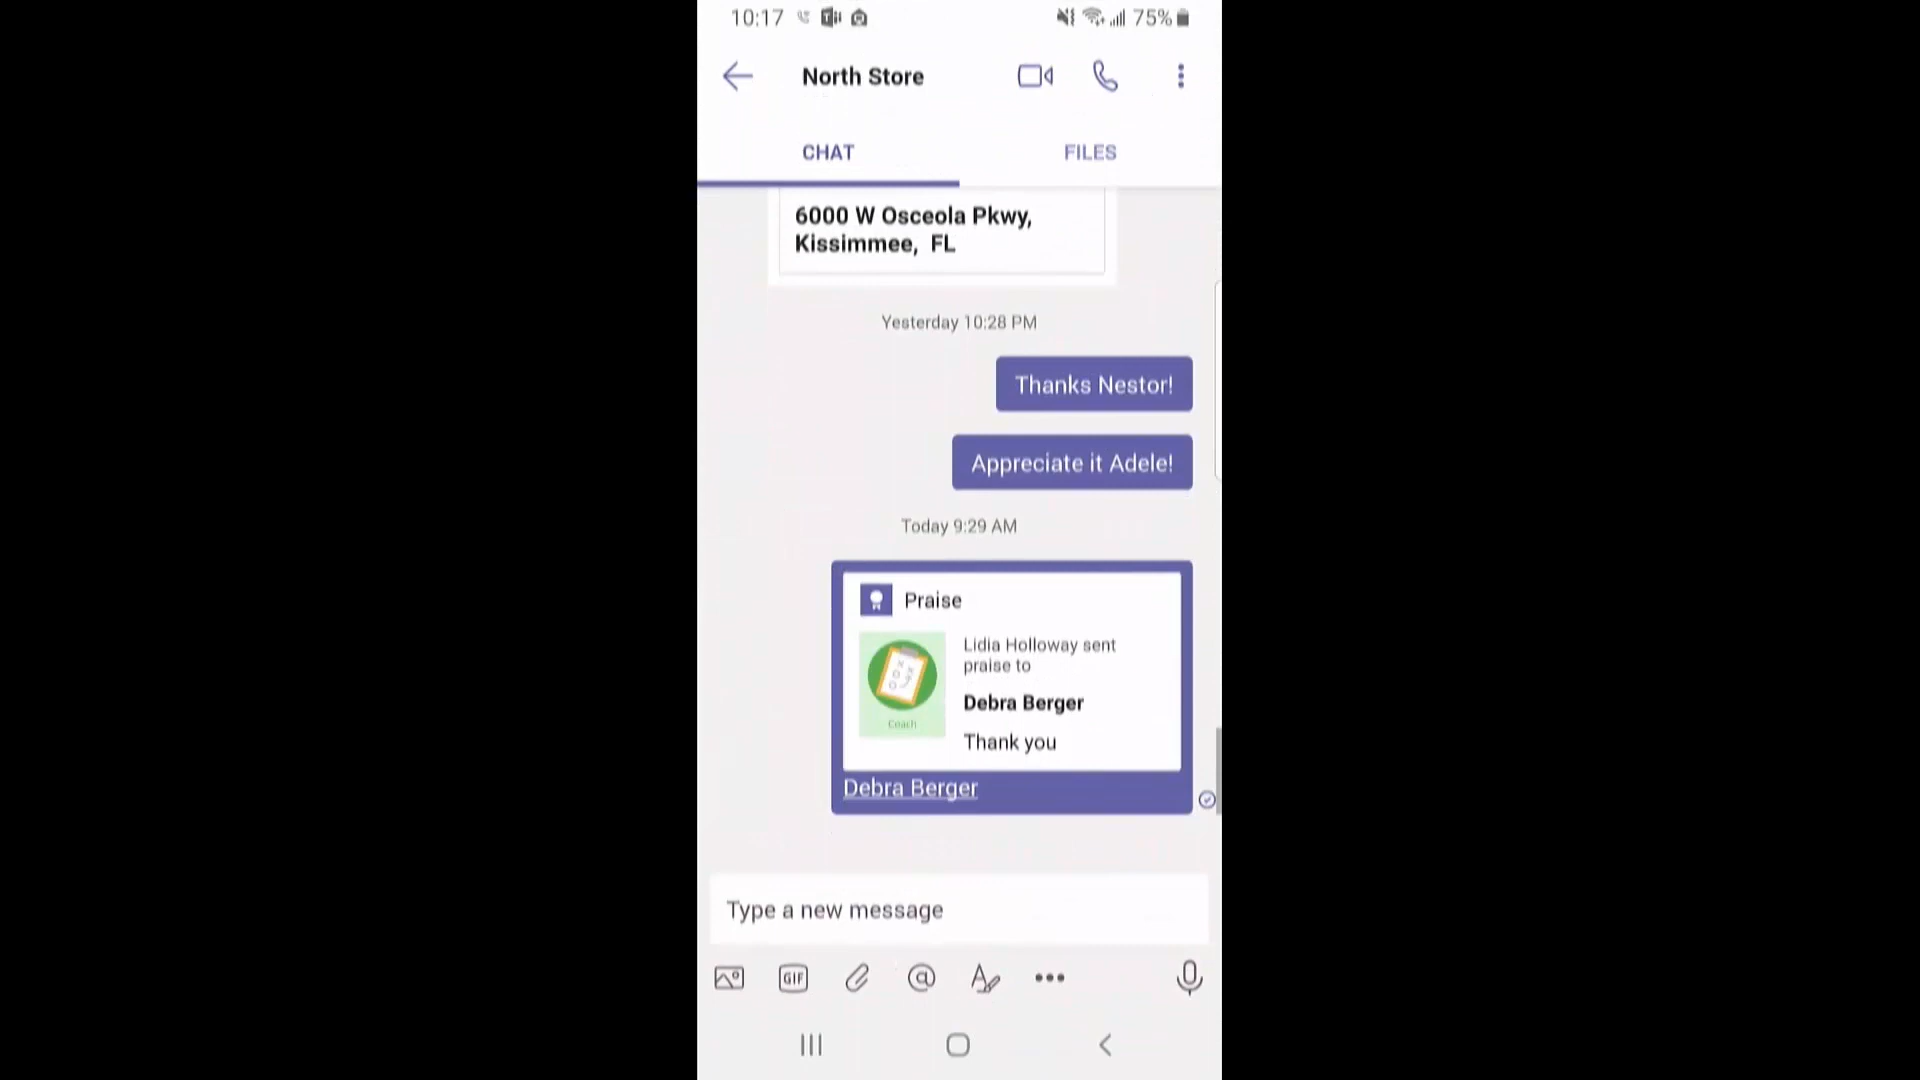 10:17
75%
North Store
CHAT
FILES
6000 W Osceola Pkwy,
Kissimmee, FL
Yesterday 10:28 PM
Thanks Nestor!
Appreciate it Adele!
Today 9:29 AM
Praise
Lidia Holloway sent
praise to
Debra Berger
Thank you
Coach
Debra Berger
Type a new message
GIF